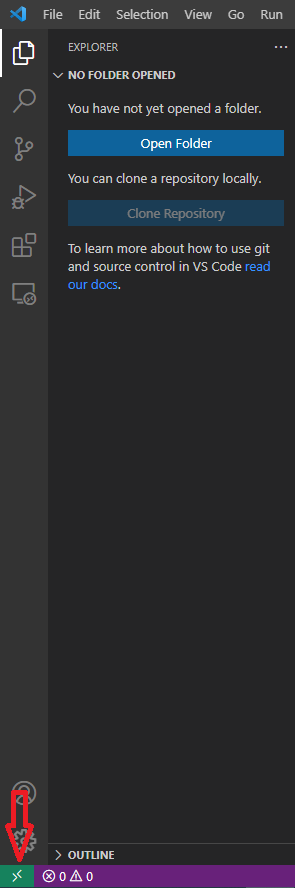 File Edit Selection View Go Run
EXPLORER
NO FOLDER OPENED
You have not yet opened a folder.
Open Folder
You can clone a repository locally.
Clone Repository
To learn more about how to use git
and source control in VS Code read
our docs.
OUTLINE
0 0